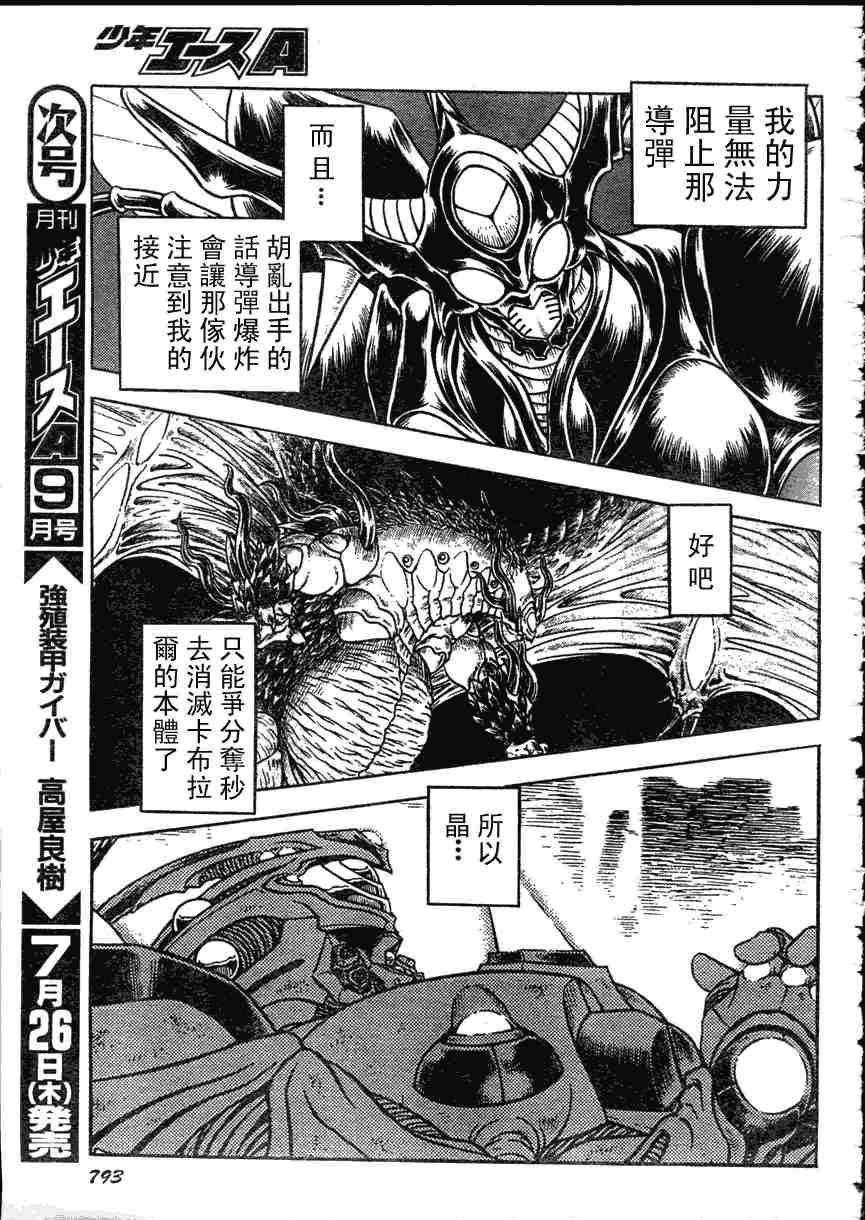 少年エースA
我的力
量無法
阻止那
導彈
而且…
胡亂出手的
話導彈爆炸
會讓那傢伙
注意到我的
接近
好吧
只能爭分奪秒
去消滅卡布拉
爾的本體了
所以
晶…
次号
月刊
少年エースA
9
月号
強殖装甲ガイバー 高屋良樹
7月26日(木)発売
793